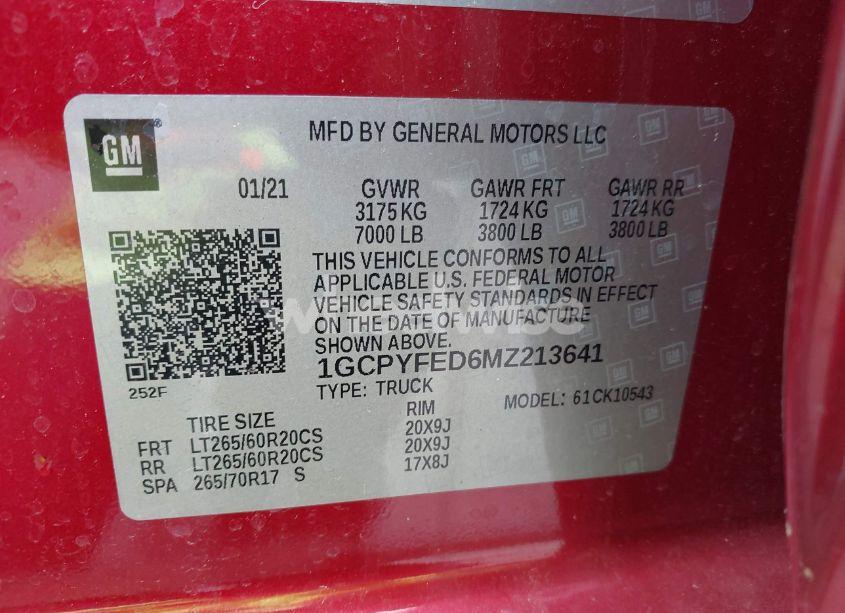 GM
®
MFD BY GENERAL MOTORS LLC
01/21
GVWR GAWR FRT GAWR RR
3175 KG 1724 KG 1724 KG
7000 LB 3800 LB 3800 LB
THIS VEHICLE CONFORMS TO ALL
APPLICABLE U.S. FEDERAL MOTOR
VEHICLE SAFETY STANDARDS IN EFFECT
ON THE DATE OF MANUFACTURE
SHOWN ABOVE.
1GCPYFED6MZ213641
252F
TYPE: TRUCK MODEL: 61CK10543
TIRE SIZE RIM
FRT LT265/60R20CS 20X9J
RR LT265/60R20CS 20X9J
SPA 265/70R17 S 17X8J